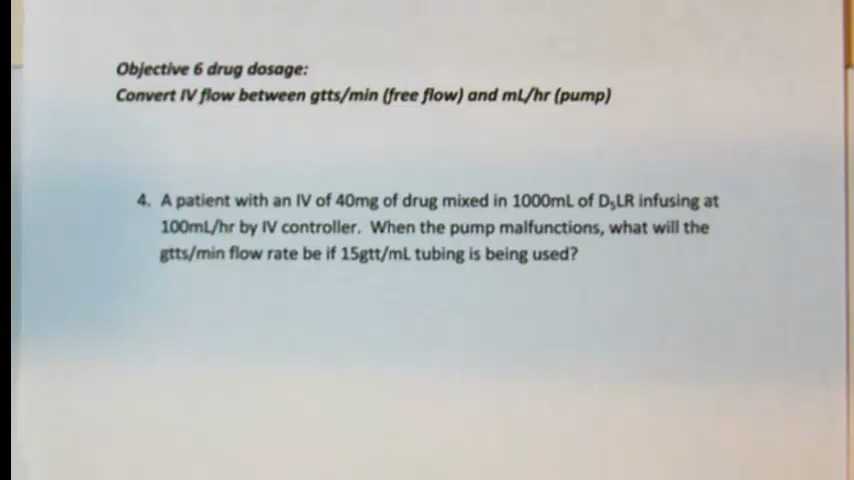 Objective 6 drug dosage:
Convert IV flow between gtts/min (free flow) and mL/hr (pump)
4. A patient with an IV of 40mg of drug mixed in 1000mL of D₅LR infusing at
100mL/hr by IV controller. When the pump malfunctions, what will the
gtts/min flow rate be if 15gtt/mL tubing is being used?